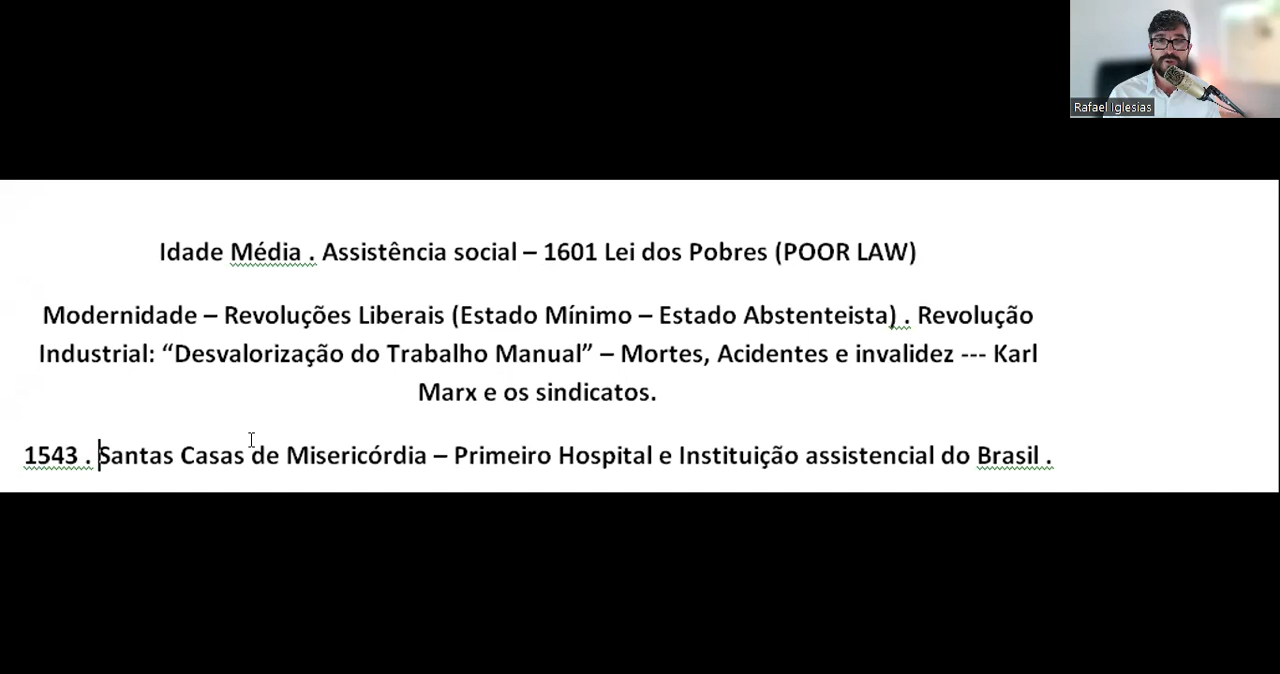 Rafael Iglesias
Idade Média . Assistência social – 1601 Lei dos Pobres (POOR LAW)
Modernidade – Revoluções Liberais (Estado Mínimo – Estado Abstenteista) . Revolução
Industrial: “Desvalorização do Trabalho Manual” – Mortes, Acidentes e invalidez --- Karl
Marx e os sindicatos.
1543 . Santas Casas de Misericórdia – Primeiro Hospital e Instituição assistencial do Brasil .